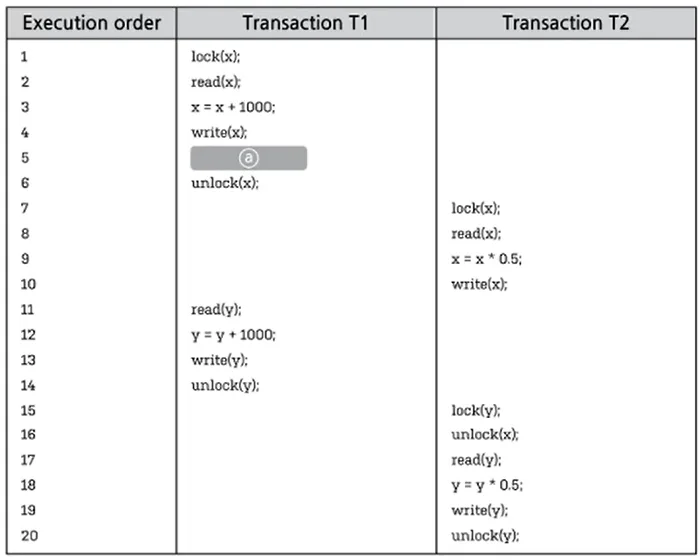 Execution order Transaction T1 Transaction T2
1 lock(x);
2 read(x);
3 x = x + 1000;
4 write(x);
5 ⓐ
6 unlock(x);
7 lock(x);
8 read(x);
9 x = x * 0.5;
10 write(x);
11 read(y);
12 y = y + 1000;
13 write(y);
14 unlock(y);
15 lock(y);
16 unlock(x);
17 read(y);
18 y = y * 0.5;
19 write(y);
20 unlock(y);